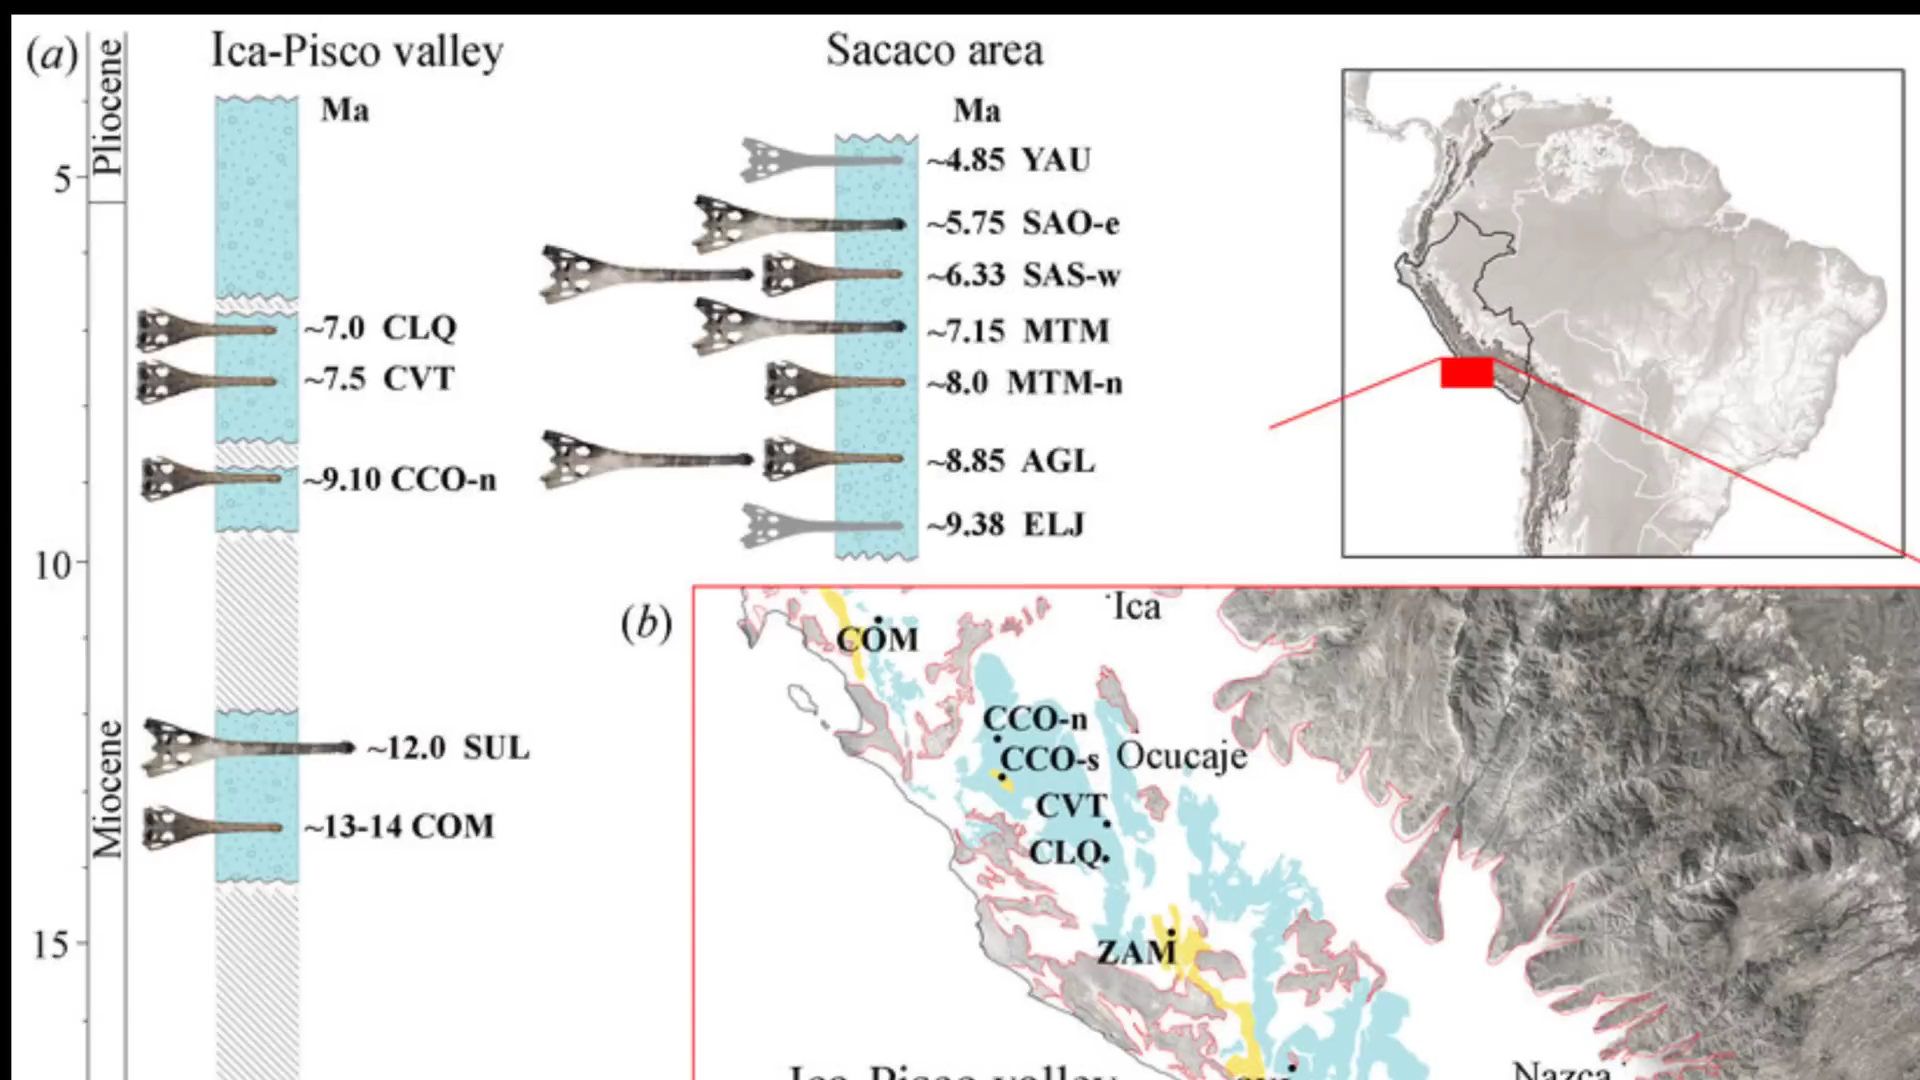 (a)
Ica-Pisco valley
Sacaco area
Pliocene
Miocene
5
10
15
Ma
~7.0 CLQ
~7.5 CVT
~9.10 CCO-n
~12.0 SUL
~13-14 COM
Ma
~4.85 YAU
~5.75 SAO-e
~6.33 SAS-w
~7.15 MTM
~8.0 MTM-n
~8.85 AGL
~9.38 ELJ
(b)
Ica
COM
CCO-n
CCO-s
Ocucaje
CVT
CLQ
ZAM
Ica-Pisco valley
Nazca